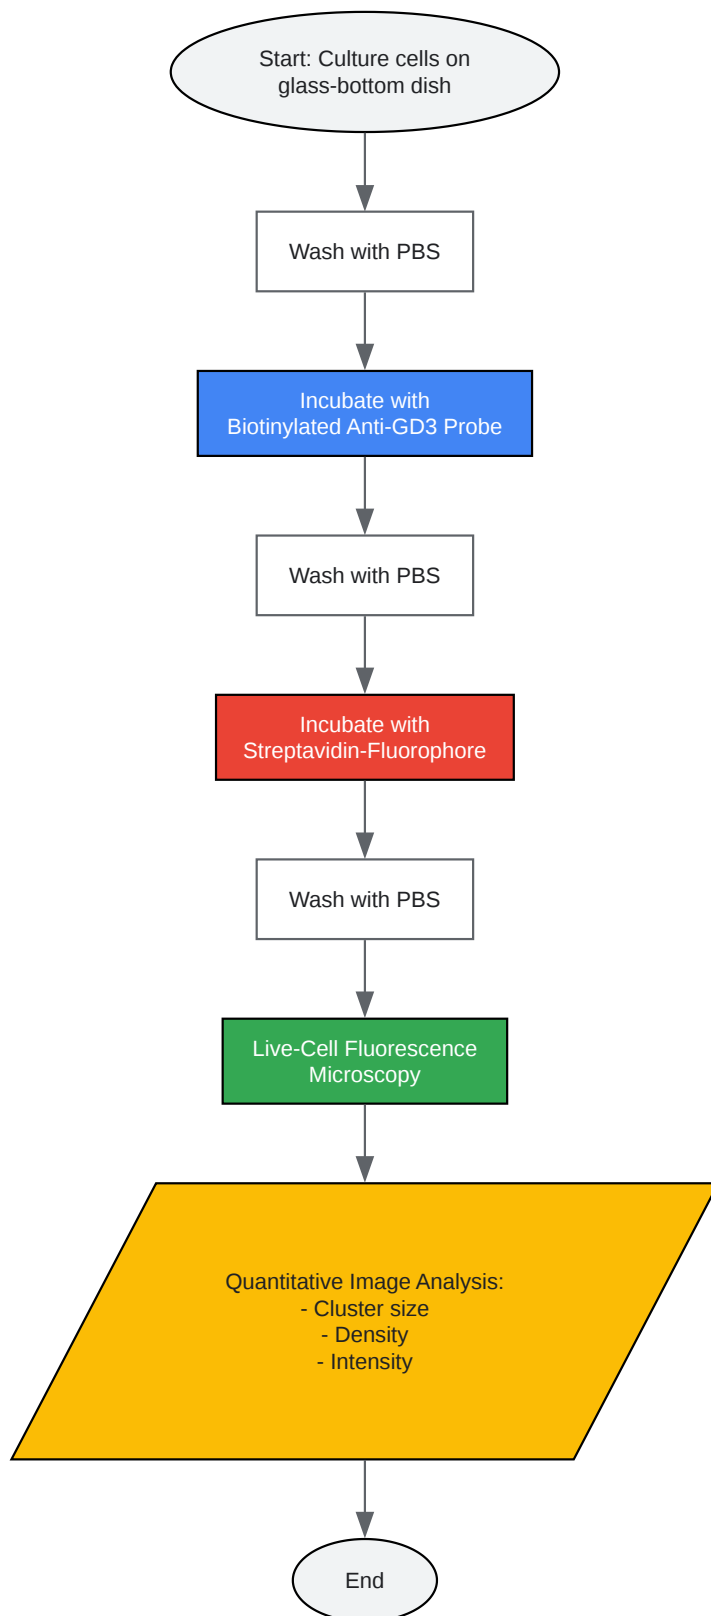 Start: Culture cells on
glass-bottom dish
Wash with PBS
Incubate with
Biotinylated Anti-GD3 Probe
Wash with PBS
Incubate with
Streptavidin-Fluorophore
Wash with PBS
Live-Cell Fluorescence
Microscopy
Quantitative Image Analysis:
- Cluster size
- Density
- Intensity
End